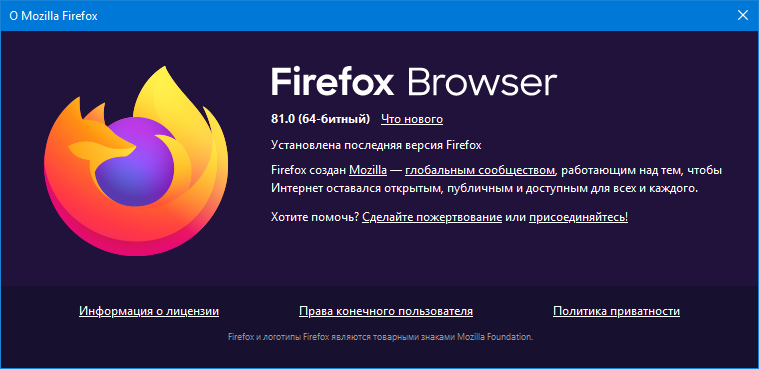 О Mozilla Firefox
Firefox Browser
81.0 (64-битный) Что нового
Установлена последняя версия Firefox
Firefox создан Mozilla — глобальным сообществом, работающим над тем, чтобы
Интернет оставался открытым, публичным и доступным для всех и каждого.
Хотите помочь? Сделайте пожертвование или присоединяйтесь!
Информация о лицензии Права конечного пользователя Политика приватности
Firefox и логотипы Firefox являются товарными знаками Mozilla Foundation.